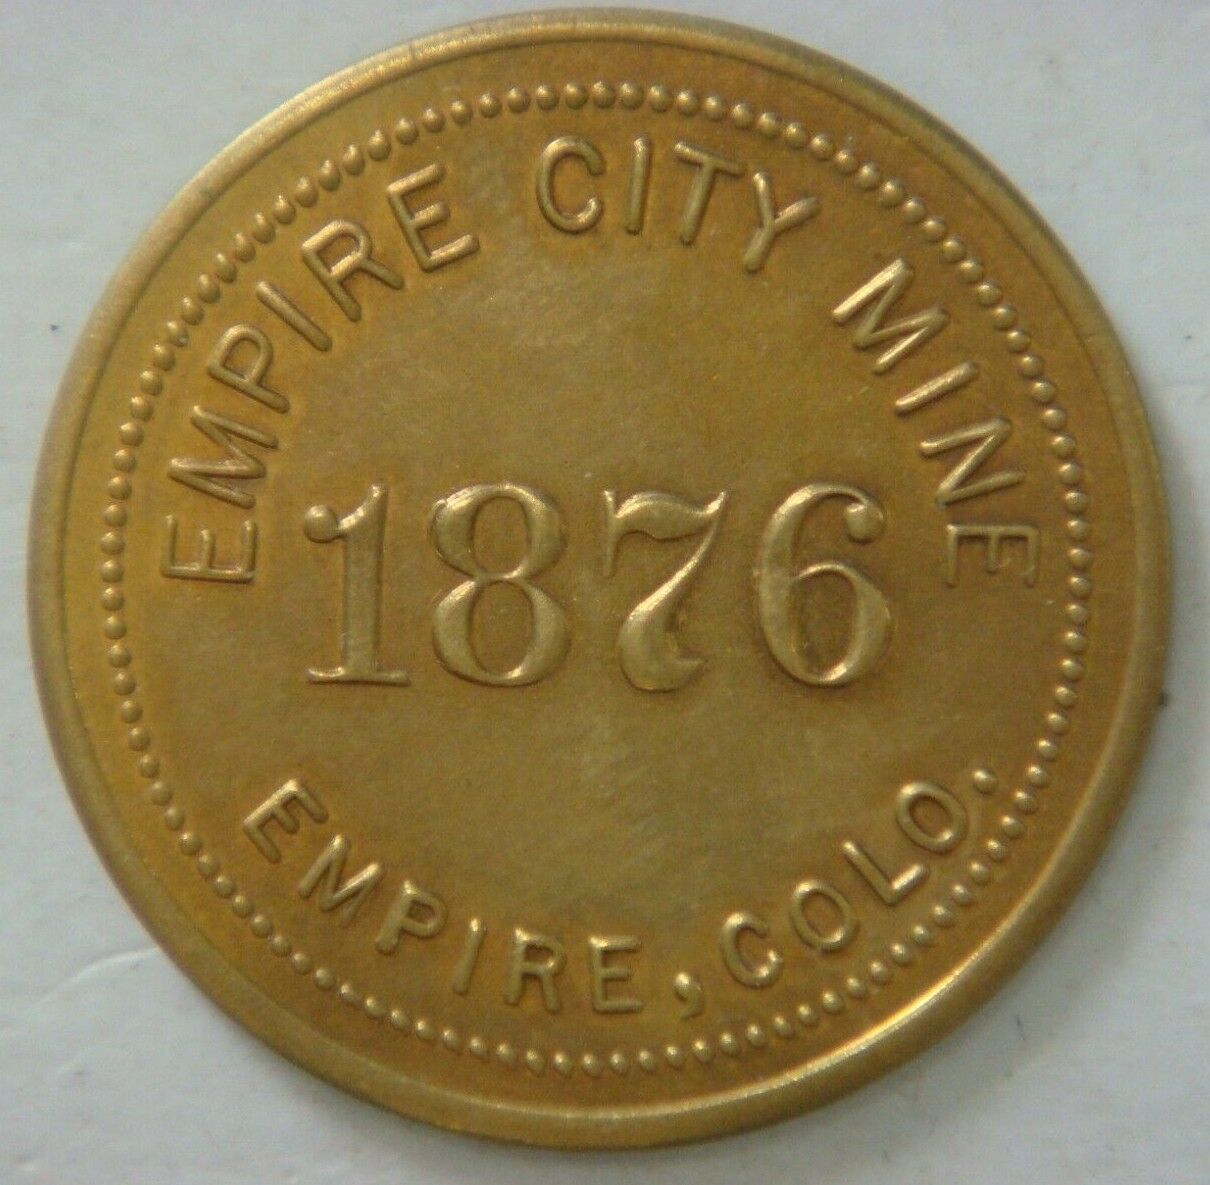 EMPIRE CITY MINE
1876
EMPIRE, COLO.